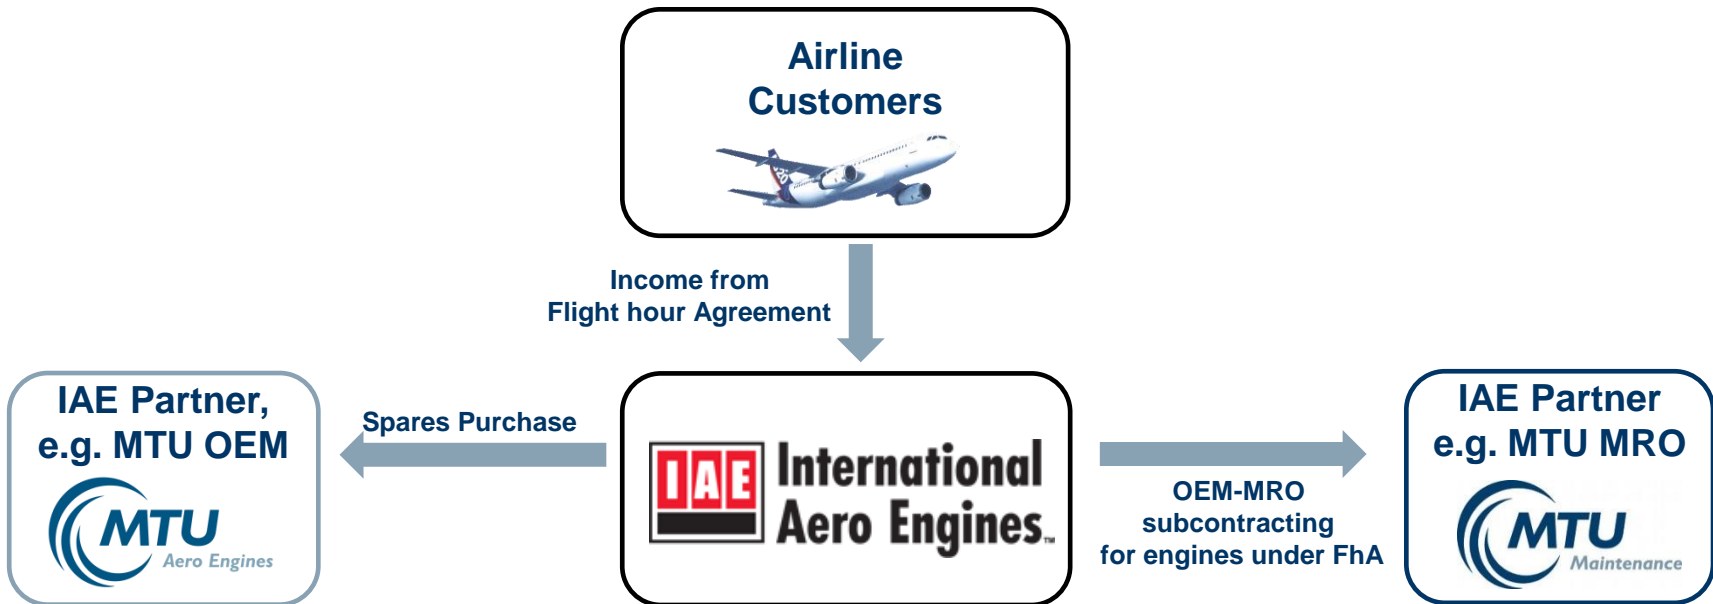 Airline
Customers
Income from
Flight hour Agreement
IAE Partner,
e.g. MTU OEM
MTU
Aero Engines
Spares Purchase
IAE
International
Aero Engines™
OEM-MRO
subcontracting
for engines under FhA
IAE Partner
e.g. MTU MRO
MTU
Maintenance